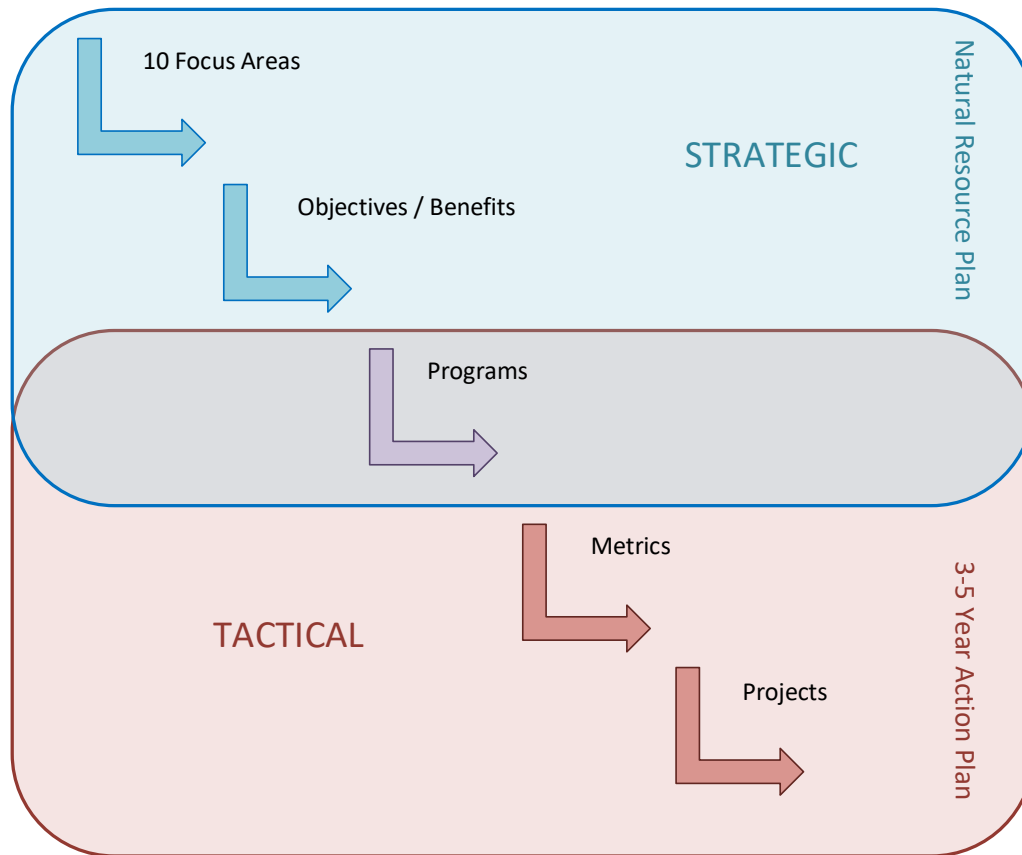 10 Focus Areas
Natural Resource Plan
STRATEGIC
Objectives / Benefits
Programs
Metrics
3-5 Year Action Plan
TACTICAL
Projects